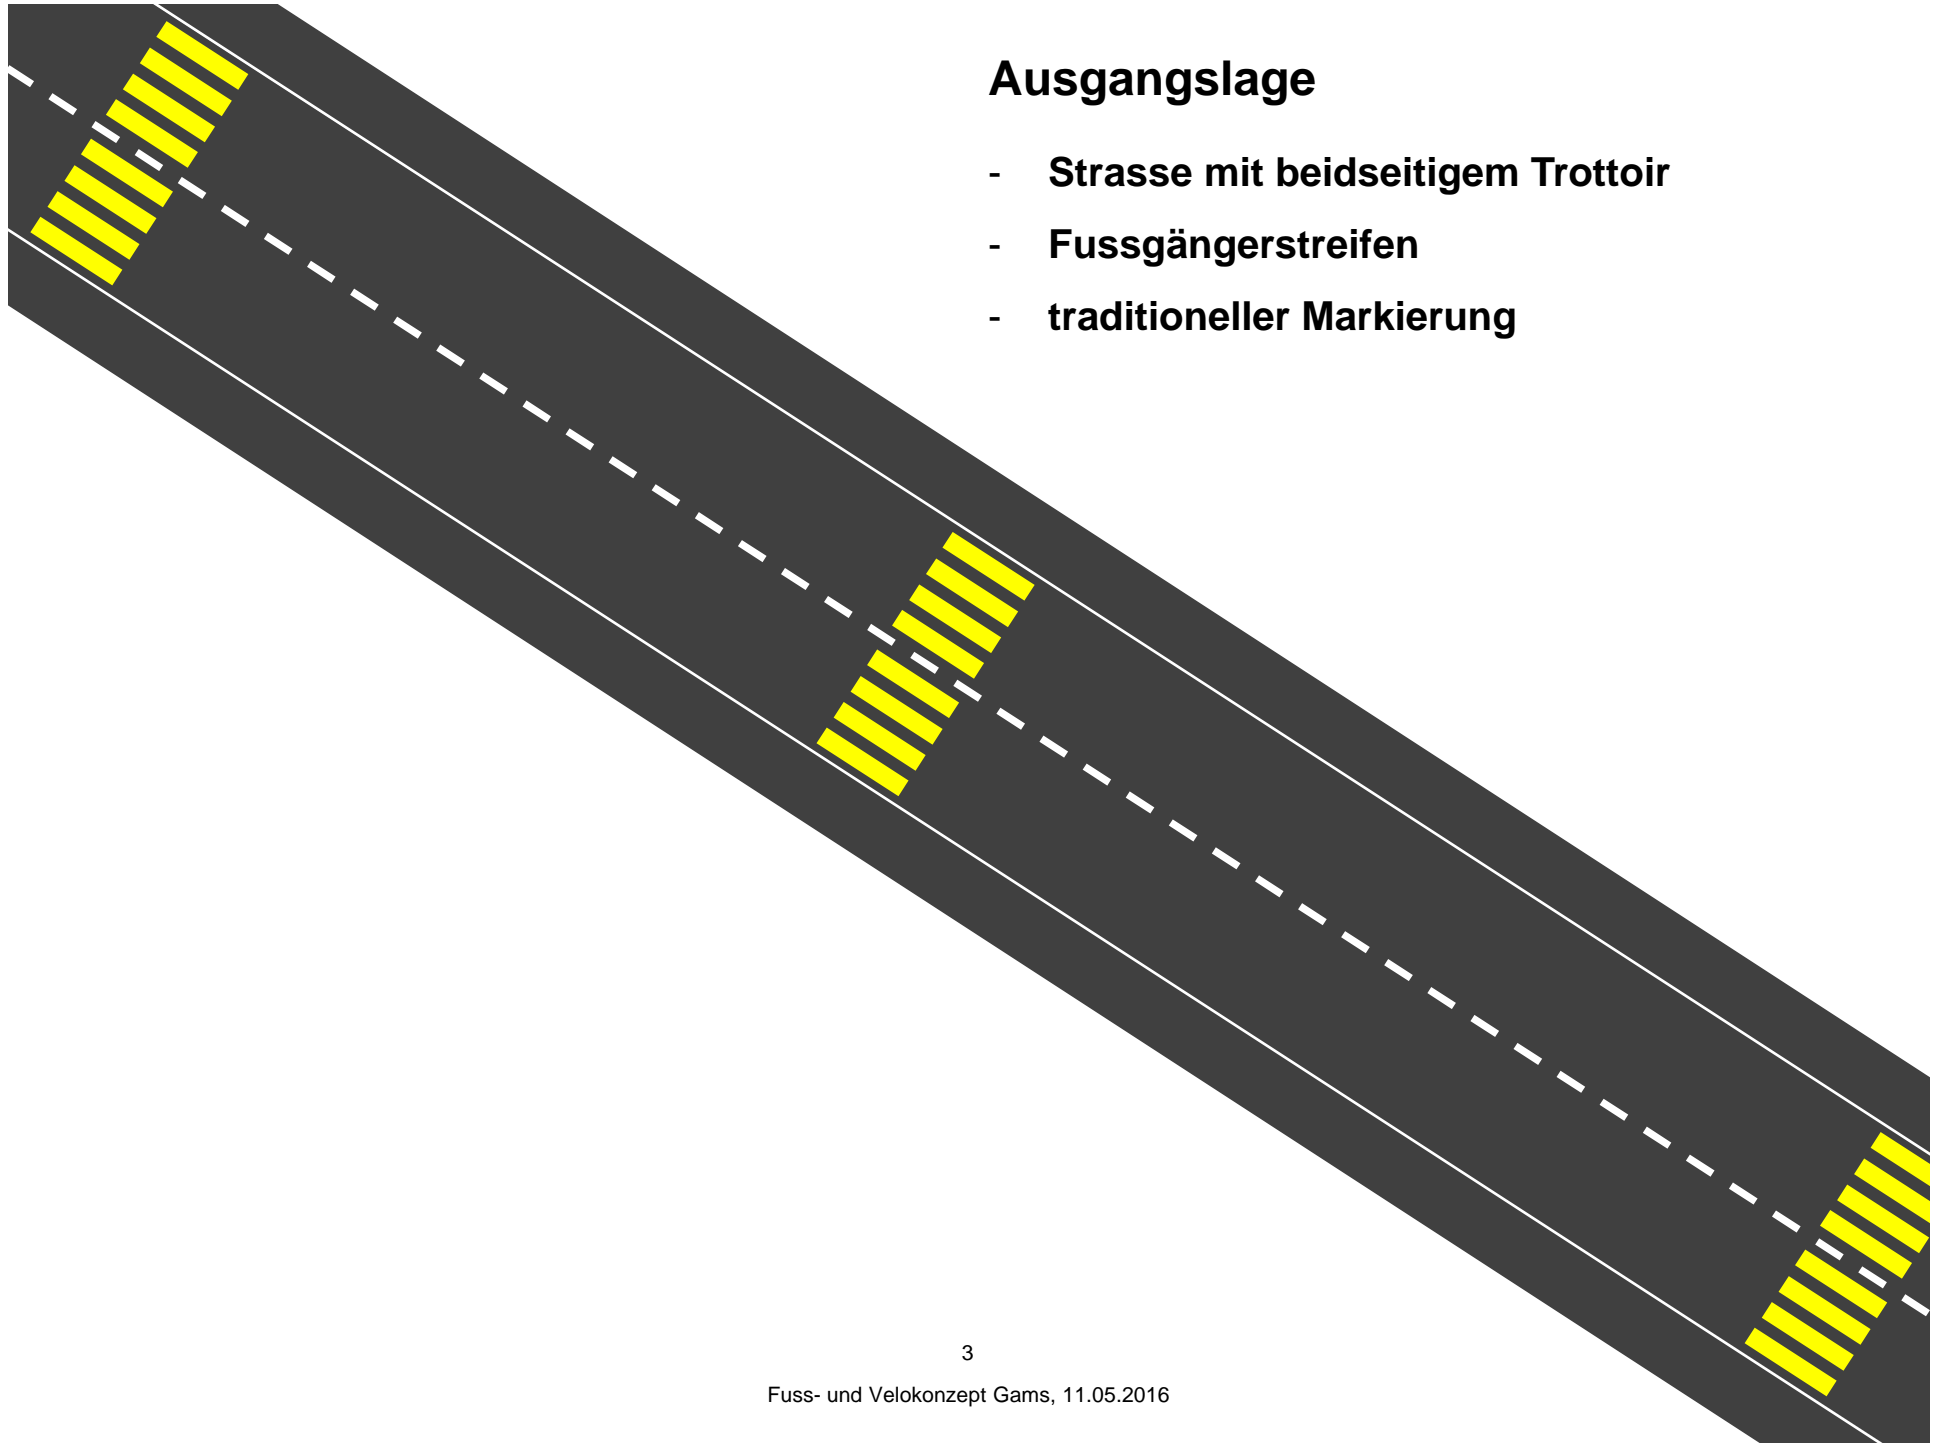 Ausgangslage
- Strasse mit beidseitigem Trottoir
- Fussgängerstreifen
- traditioneller Markierung
3
Fuss- und Velokonzept Gams, 11.05.2016